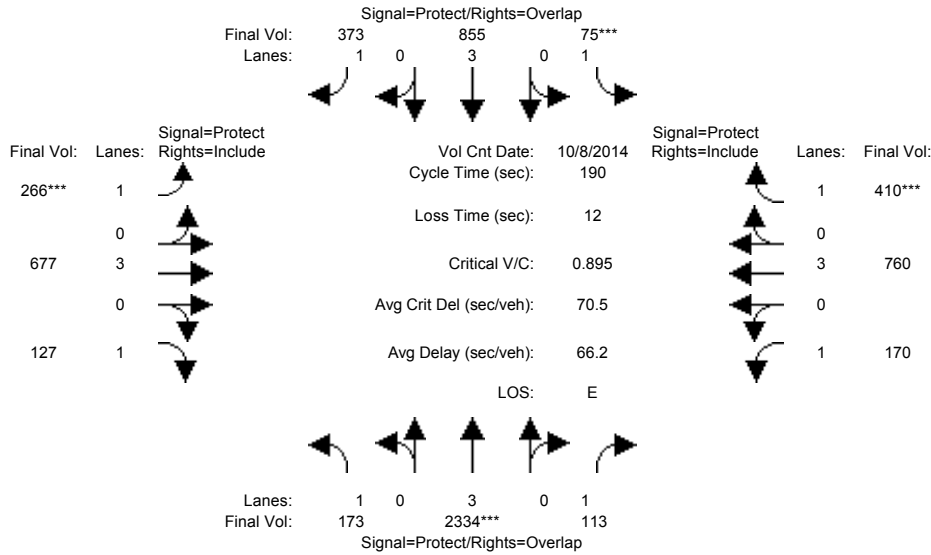 Signal=Protect/Rights=Overlap
Final Vol: 373 855 75***
Lanes: 1 0 3 0 1
Signal=Protect Signal=Protect
Final Vol: Lanes: Rights=Include Vol Cnt Date: 10/8/2014 Rights=Include Lanes: Final Vol:
Cycle Time (sec): 190
266*** 1 1 410***
Loss Time (sec): 12
0 0
677 3 Critical V/C: 0.895 3 760
0 Avg Crit Del (sec/veh): 70.5 0
127 1 Avg Delay (sec/veh): 66.2 1 170
LOS: E
Lanes: 1 0 3 0 1
Final Vol: 173 2334*** 113
Signal=Protect/Rights=Overlap